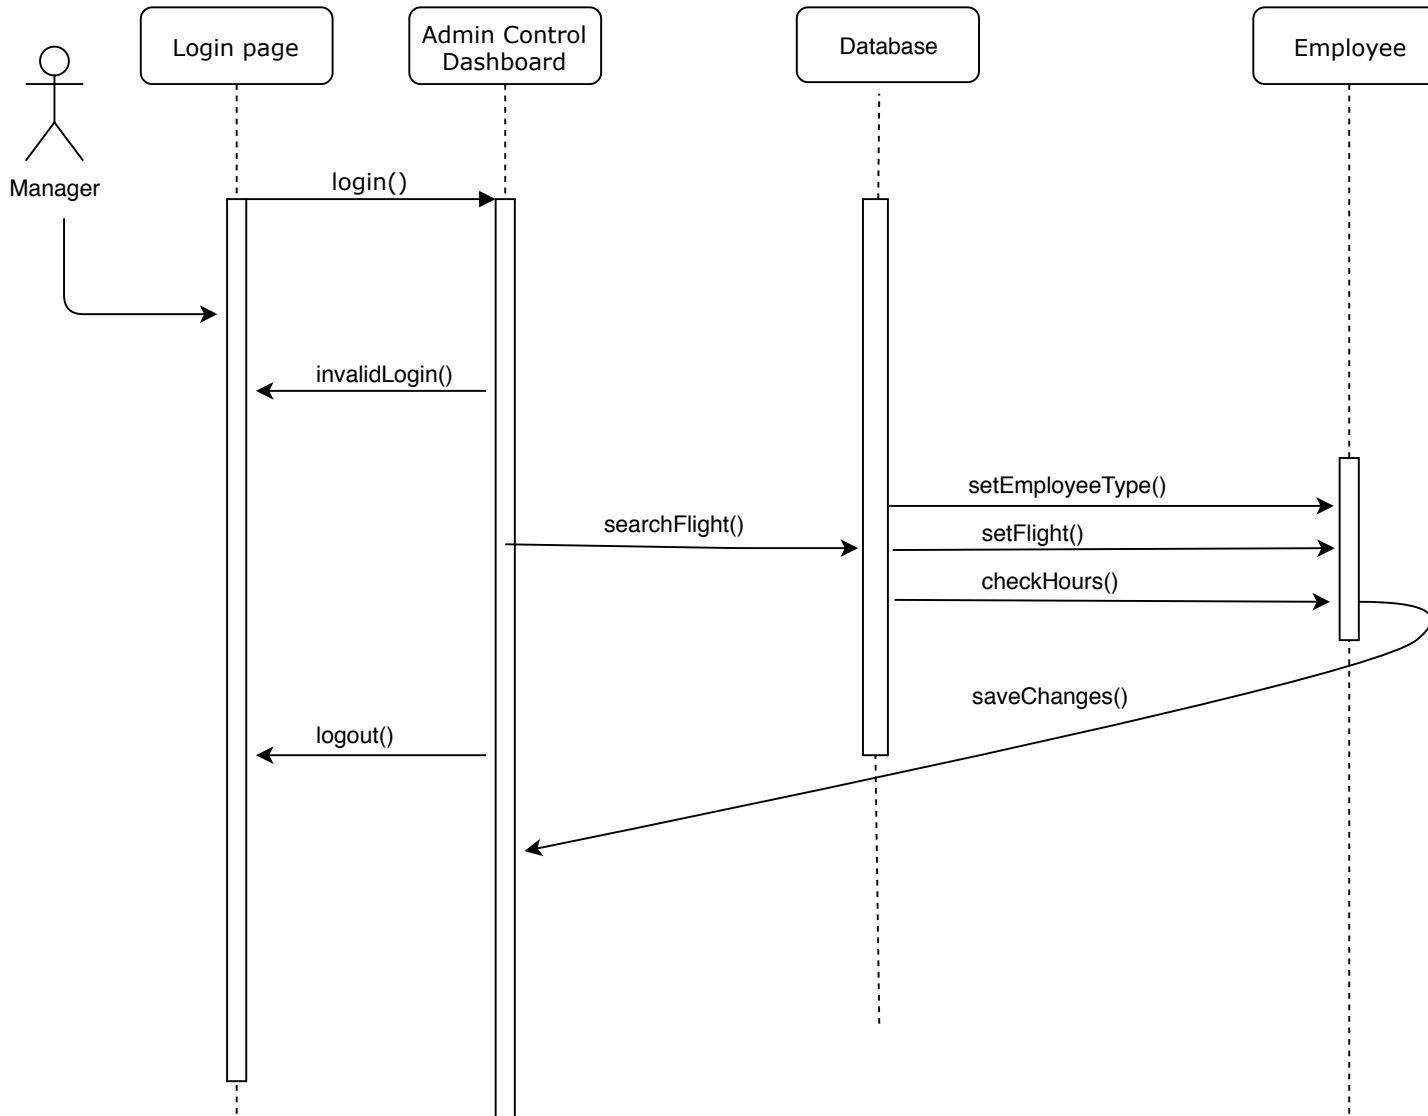 Login page
Admin Control
Dashboard
Database
Employee
Manager
login()
invalidLogin()
setEmployeeType()
searchFlight()
setFlight()
checkHours()
saveChanges()
logout()